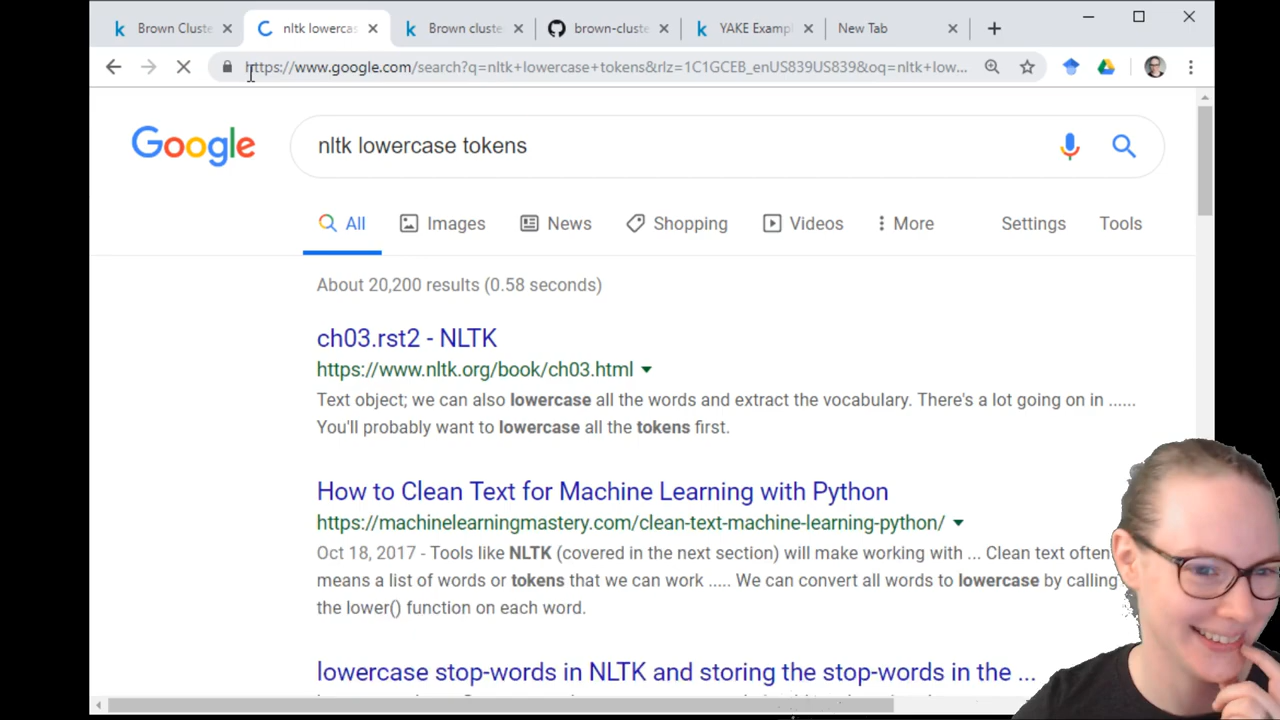 Brown Cluste
nltk lowercas
Brown cluste
brown-cluste
YAKE Exampl
New Tab
https://www.google.com/search?q=nltk+lowercase+tokens&rlz=1C1GCEB_enUS839US839&oq=nltk+low...
Google
nltk lowercase tokens
All
Images
News
Shopping
Videos
More
Settings
Tools
About 20,200 results (0.58 seconds)
ch03.rst2 - NLTK
https://www.nltk.org/book/ch03.html
Text object; we can also lowercase all the words and extract the vocabulary. There's a lot going on in ......
You'll probably want to lowercase all the tokens first.
How to Clean Text for Machine Learning with Python
https://machinelearningmastery.com/clean-text-machine-learning-python/
Oct 18, 2017 - Tools like NLTK (covered in the next section) will make working with ... Clean text often
means a list of words or tokens that we can work ..... We can convert all words to lowercase by calling
the lower() function on each word.
lowercase stop-words in NLTK and storing the stop-words in the ...